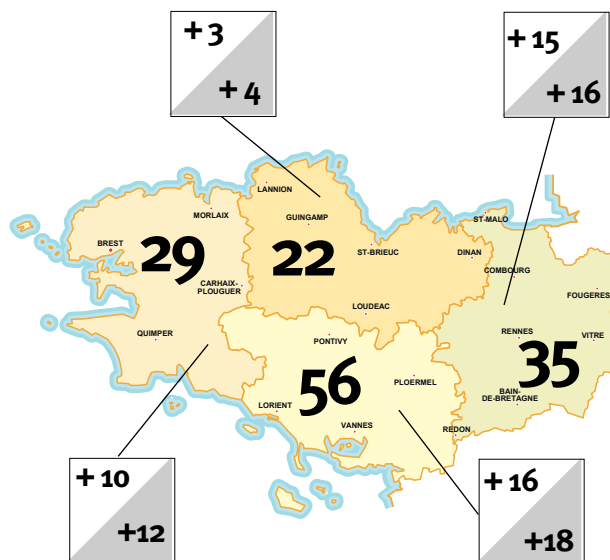 + 3
+ 4
+ 15
+ 16
LANNION
MORLAIX
GUINGAMP
ST-MALO
BREST
29
22
ST-BRIEUC
DINAN
COMBOURG
CARHAIX-
PLOUGUER
FOUGERES
LOUDEAC
QUIMPER
PONTIVY
RENNES
VITRE
35
56
PLOERMEL
BAIN-
DE-BRETAGNE
LORIENT
VANNES
REDON
+ 10
+12
+ 16
+18